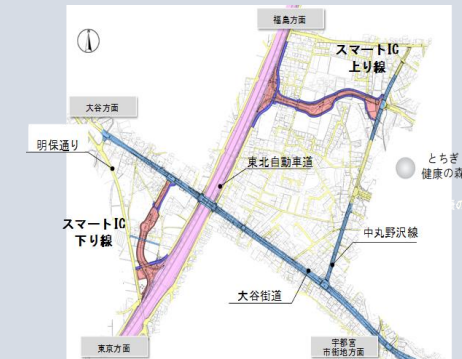 福島方面
スマートIC
上り線
大谷方面
明保通り
東北自動車道
とちぎ
健康の森
スマートIC
下り線
中丸野沢線
大谷街道
東京方面
宇都宮
市街地方面